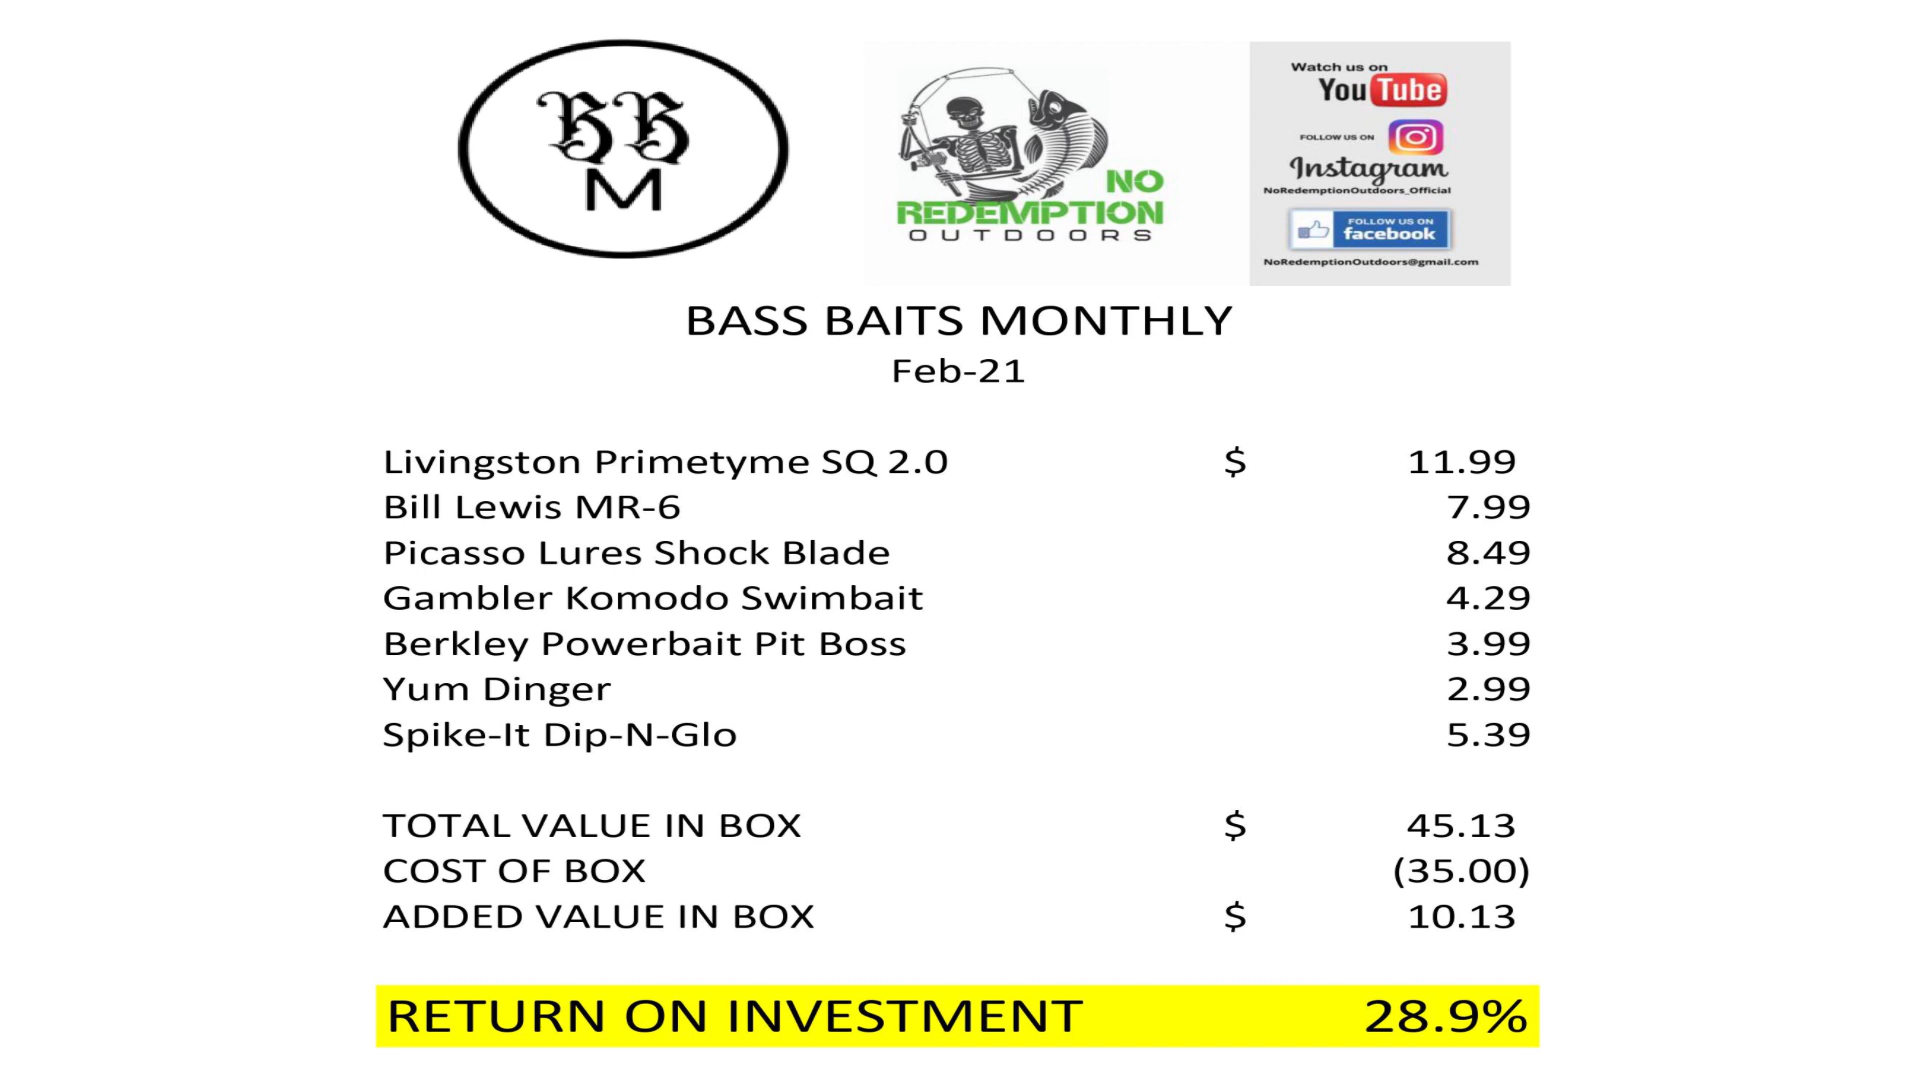 BB
M
NO
REDEMPTION
OUTDOORS
Watch us on
YouTube
FOLLOW US ON
Instagram
NoRedemptionOutdoors_Official
FOLLOW US ON
facebook
NoRedemptionOutdoors@gmail.com
BASS BAITS MONTHLY
Feb-21
Livingston Primetyme SQ 2.0 $ 11.99
Bill Lewis MR-6 7.99
Picasso Lures Shock Blade 8.49
Gambler Komodo Swimbait 4.29
Berkley Powerbait Pit Boss 3.99
Yum Dinger 2.99
Spike-It Dip-N-Glo 5.39
TOTAL VALUE IN BOX $ 45.13
COST OF BOX (35.00)
ADDED VALUE IN BOX $ 10.13
RETURN ON INVESTMENT 28.9%